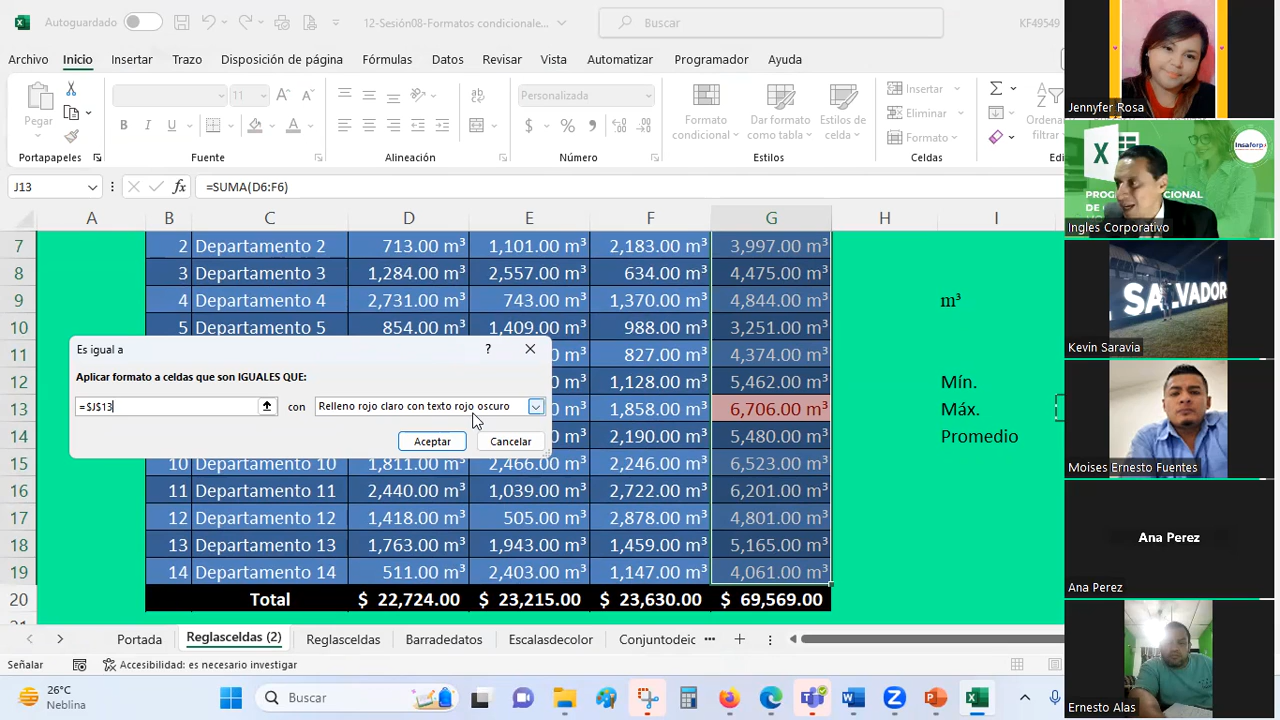 Autoguardado
12-Sesión08-Formatos condicionale...
Buscar
KF49549
Archivo Inicio Insertar Trazo Disposición de página Fórmulas Datos Revisar Vista Automatizar Programador Ayuda
Pegar
11
Personalizada
Formato condicional
Dar formato como tabla
Estilos de celda
Insertar
Eliminar
Formato
Ordena
filtrar
Portapapeles Fuente Alineación Número Estilos Celdas Edi
J13 =SUMA(D6:F6)
A B C D E F G H I
7 2 Departamento 2 713.00 m³ 1,101.00 m³ 2,183.00 m³ 3,997.00 m³
8 3 Departamento 3 1,284.00 m³ 2,557.00 m³ 634.00 m³ 4,475.00 m³
9 4 Departamento 4 2,731.00 m³ 743.00 m³ 1,370.00 m³ 4,844.00 m³ m³
10 5 Departamento 5 854.00 m³ 1,409.00 m³ 988.00 m³ 3,251.00 m³
11 .00 m³ 827.00 m³ 4,374.00 m³
12 .00 m³ 1,128.00 m³ 5,462.00 m³ Mín.
13 .00 m³ 1,858.00 m³ 6,706.00 m³ Máx.
14 .00 m³ 2,190.00 m³ 5,480.00 m³ Promedio
15 10 Departamento 10 1,811.00 m³ 2,466.00 m³ 2,246.00 m³ 6,523.00 m³
16 11 Departamento 11 2,440.00 m³ 1,039.00 m³ 2,722.00 m³ 6,201.00 m³
17 12 Departamento 12 1,418.00 m³ 505.00 m³ 2,878.00 m³ 4,801.00 m³
18 13 Departamento 13 1,763.00 m³ 1,943.00 m³ 1,459.00 m³ 5,165.00 m³
19 14 Departamento 14 511.00 m³ 2,403.00 m³ 1,147.00 m³ 4,061.00 m³
20 Total $ 22,724.00 $ 23,215.00 $ 23,630.00 $ 69,569.00
Es igual a
Aplicar formato a celdas que son IGUALES QUE:
=$J$13 con Relleno rojo claro con texto rojo oscuro
Aceptar Cancelar
Portada Reglasceldas (2) Reglasceldas Barradedatos Escalasdecolor Conjuntodeic ...
Señalar Accesibilidad: es necesario investigar
26°C
Neblina
Buscar
Jennyfer Rosa
Insaforp
Ingles Corporativo
SALVADOR
Kevin Saravia
Moises Ernesto Fuentes
Ana Perez
Ana Perez
Ernesto Alas